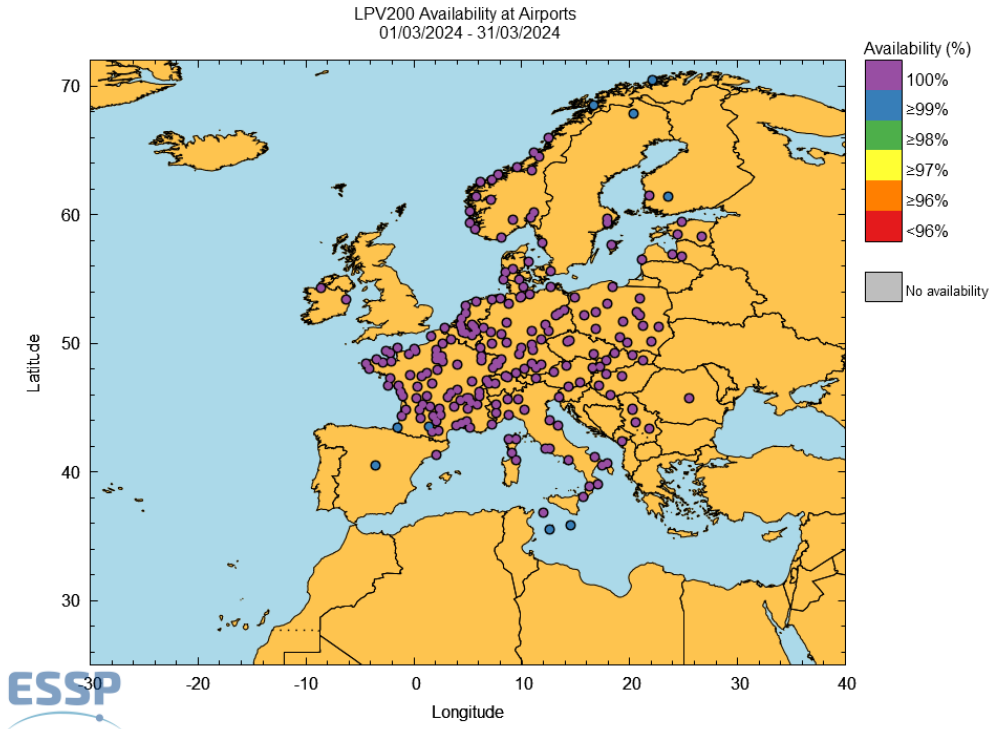 LPV200 Availability at Airports
01/03/2024 - 31/03/2024
Availability (%)
100%
≥99%
≥98%
≥97%
≥96%
<96%
No availability
70
60
50
40
30
Latitude
-30 -20 -10 0 10 20 30 40
Longitude
ESSP